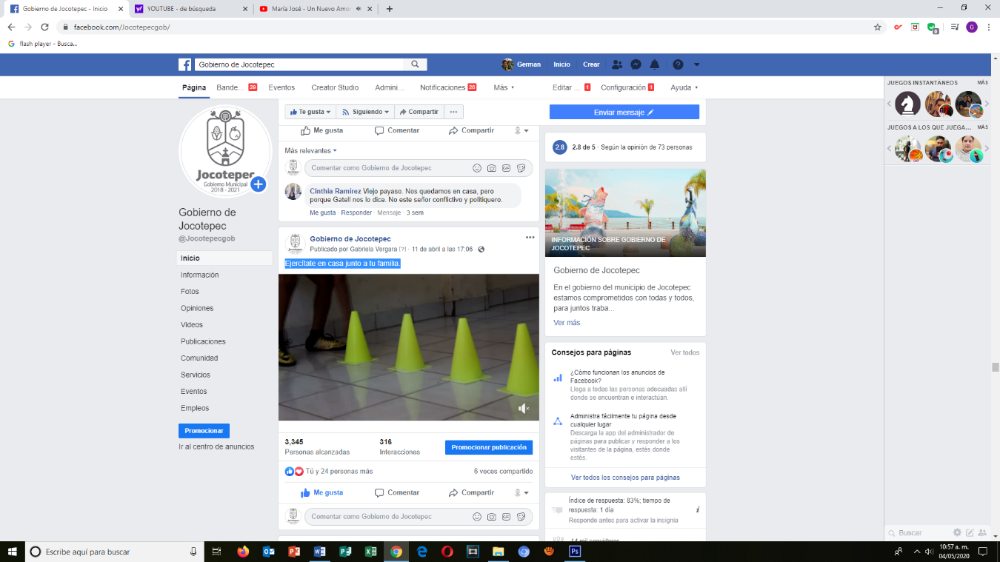 Gobierno de Jocotepec - Inicio
YOUTUBE - de búsqueda
María José - Un Nuevo Amor
facebook.com/Jocotepecgob/
G
flash player - Busca...
Gobierno de Jocotepec
German
Inicio
Crear
Página
Bande... 29
Eventos
Creator Studio
Admini...
Notificaciones 26
Más
Editar ... 1
Configuración 1
Ayuda
Te gusta
Siguiendo
Compartir
Enviar mensaje
Me gusta
Comentar
Compartir
Más relevantes
Comentar como Gobierno de Jocotepec
GIF
Cinthia Ramirez Viejo payaso. Nos quedamos en casa, pero
porque Gatell nos lo dice. No este señor conflictivo y politiquero.
Me gusta · Responder · Mensaje · 3 sem
Jocotepec
Gobierno Municipal
2018 - 2021
Gobierno de
Jocotepec
@Jocotepecgob
Inicio
Información
Fotos
Opiniones
Videos
Publicaciones
Comunidad
Servicios
Eventos
Empleos
Promocionar
Ir al centro de anuncios
Gobierno de Jocotepec
Publicado por Gabriela Vergara [?] · 11 de abril a las 17:06 ·
Ejercítate en casa junto a tu familia.
3,345
Personas alcanzadas
316
Interacciones
Promocionar publicación
Tú y 24 personas más
6 veces compartido
Me gusta
Comentar
Compartir
Comentar como Gobierno de Jocotepec
GIF
2.8
2.8 de 5 · Según la opinión de 73 personas
INFORMACIÓN SOBRE GOBIERNO DE
JOCOTEPEC
Gobierno de Jocotepec
En el gobierno del municipio de Jocotepec
estamos comprometidos con todas y todos,
para juntos traba...
Ver más
Consejos para páginas
Ver todos
¿Cómo funcionan los anuncios de
Facebook?
Llega a todas las personas adecuadas allí
donde se encuentran e interactúan.
Administra fácilmente tu página desde
cualquier lugar
Descarga la app del administrador de
páginas para publicar y responder a los
visitantes de la página, estés donde
estés.
Ver todos los consejos para páginas
Índice de respuesta: 83%; tiempo de
respuesta: 1 día
Responde antes para activar la insignia
14 mil seguidores
JUEGOS INSTANTÁNEOS
MÁS
JUEGOS A LOS QUE JUEGA...
MÁS
Buscar
Escribe aquí para buscar
Ps
10:57 a. m.
04/05/2020